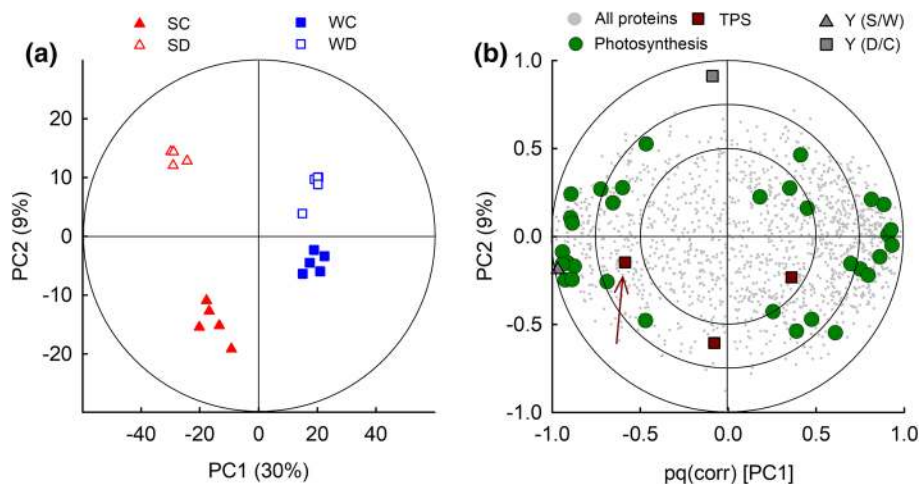 SC
SD
WC
WD
All proteins
TPS
Y (S/W)
Photosynthesis
Y (D/C)
(a)
20
10
0
-10
-20
PC2 (9%)
-40
-20
0
20
40
PC1 (30%)
(b)
1.0
0.5
0.0
-0.5
-1.0
PC2 (9%)
-1.0
-0.5
0.0
0.5
1.0
pq(corr) [PC1]